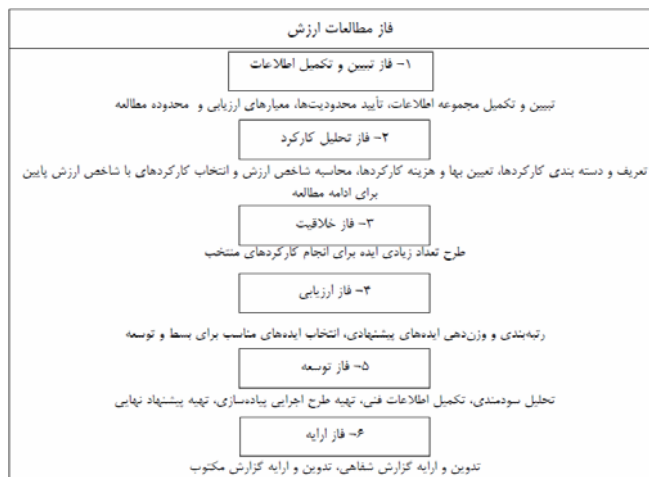 فاز مطالعات ارزش
۱- فاز تبیین و تکمیل اطلاعات
تبیین و تکمیل مجموعه اطلاعات، تأیید محدودیت‌ها، معیارهای ارزیابی و محدوده مطالعه
۲- فاز تحلیل کارکرد
تعریف و دسته بندی کارکردها، تعیین بها و هزینه کارکردها، محاسبه شاخص ارزش و انتخاب کارکردهای با شاخص ارزش پایین
برای ادامه مطالعه
۳- فاز خلاقیت
طرح تعداد زیادی ایده برای انجام کارکردهای منتخب
۴- فاز ارزیابی
رتبه‌بندی و وزن‌دهی ایده‌های پیشنهادی، انتخاب ایده‌های مناسب برای بسط و توسعه
۵- فاز توسعه
تحلیل سودمندی، تکمیل اطلاعات فنی، تهیه طرح اجرایی پیاده‌سازی، تهیه پیشنهاد نهایی
۶- فاز ارایه
تدوین و ارایه گزارش شفاهی، تدوین و ارایه گزارش مکتوب